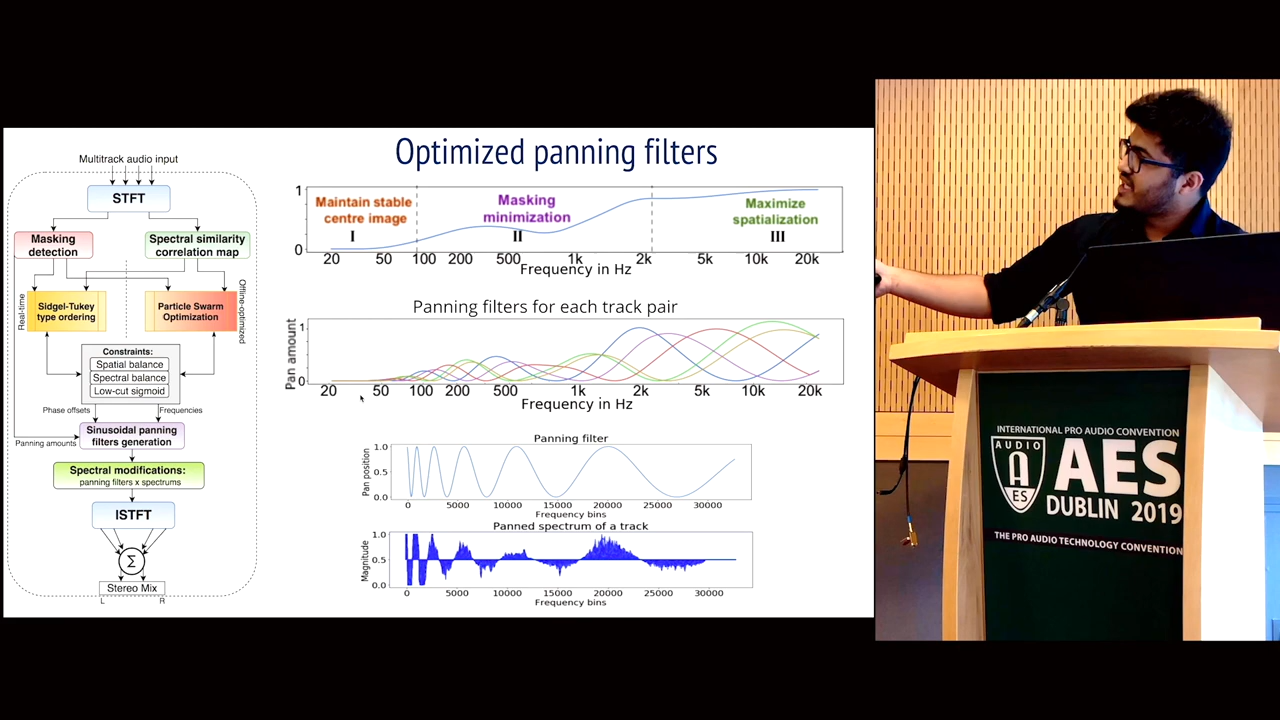 Optimized panning filters
Multitrack audio input
STFT
Masking
detection
Spectral similarity
correlation map
Real-time
Sidgel-Tukey
type ordering
Particle Swarm
Optimization
Offline-optimized
Constraints:
Spatial balance
Spectral balance
Low-cut sigmoid
Phase offsets
Frequencies
Sinusoidal panning
filters generation
Panning amounts
Spectral modifications:
panning filters x spectrums
ISTFT
Σ
Stereo Mix
L R
1
Maintain stable
centre image
I
Masking
minimization
II
Maximize
spatialization
III
0
20 50 100 200 500 1k 2k 5k 10k 20k
Frequency in Hz
Panning filters for each track pair
Pan amount
1
0
20 50 100 200 500 1k 2k 5k 10k 20k
Frequency in Hz
Panning filter
Pan position
1.0
0.5
0.0
0 5000 10000 15000 20000 25000 30000
Frequency bins
Panned spectrum of a track
Magnitude
1.0
0.5
0.0
0 5000 10000 15000 20000 25000 30000
Frequency bins
INTERNATIONAL PRO AUDIO CONVENTION
AUDIO
A
ES
AES
DUBLIN 2019
THE PRO AUDIO TECHNOLOGY CONVENTION